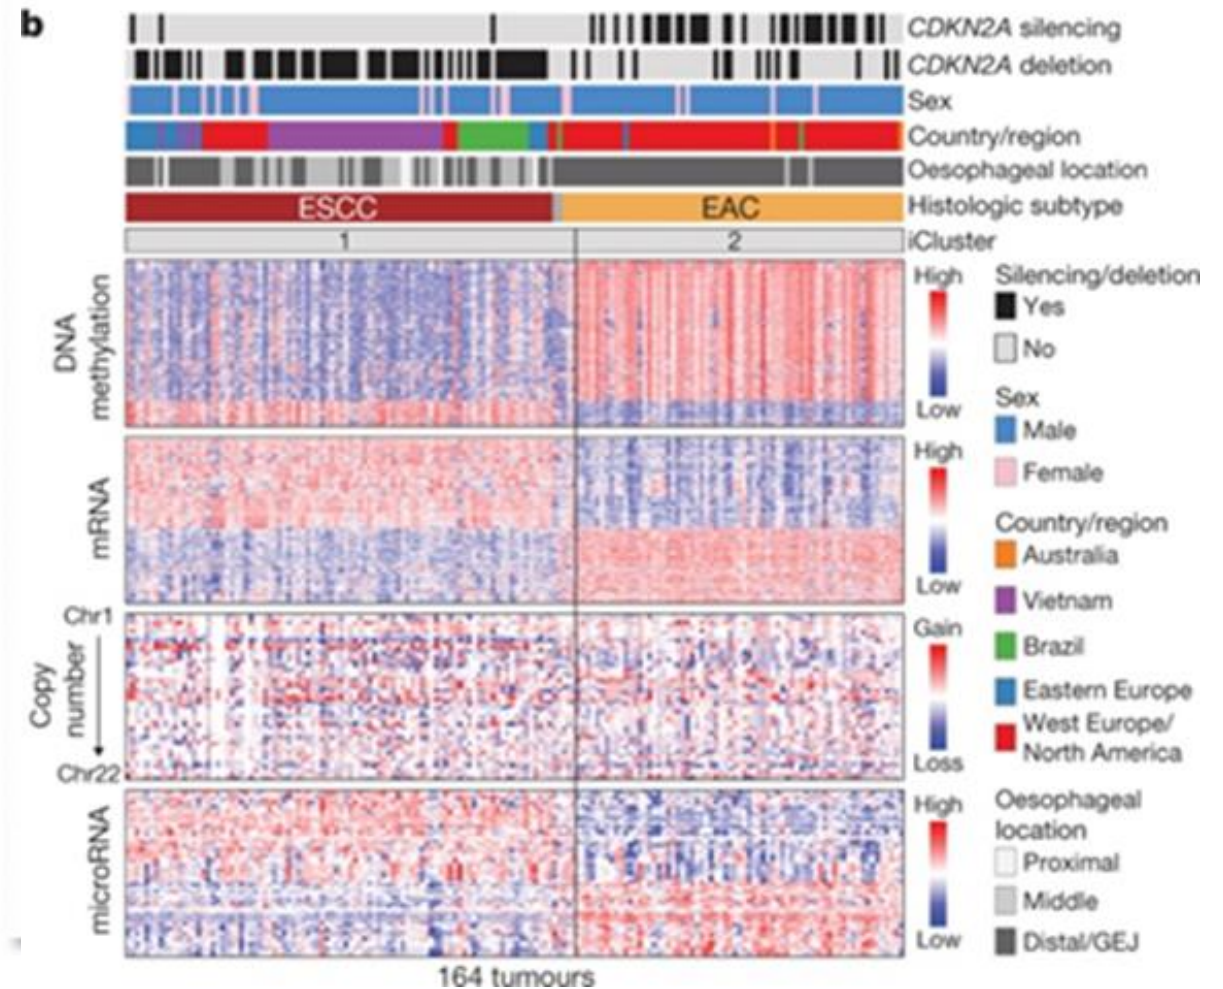 b
CDKN2A silencing
CDKN2A deletion
Sex
Country/region
Oesophageal location
ESCC EAC Histologic subtype
1 2 iCluster
DNA
methylation
High
Low
mRNA
High
Low
Chr1
Copy
number
Chr22
Gain
Loss
microRNA
High
Low
164 tumours
Silencing/deletion
Yes
No
Sex
Male
Female
Country/region
Australia
Vietnam
Brazil
Eastern Europe
West Europe/
North America
Oesophageal
location
Proximal
Middle
Distal/GEJ